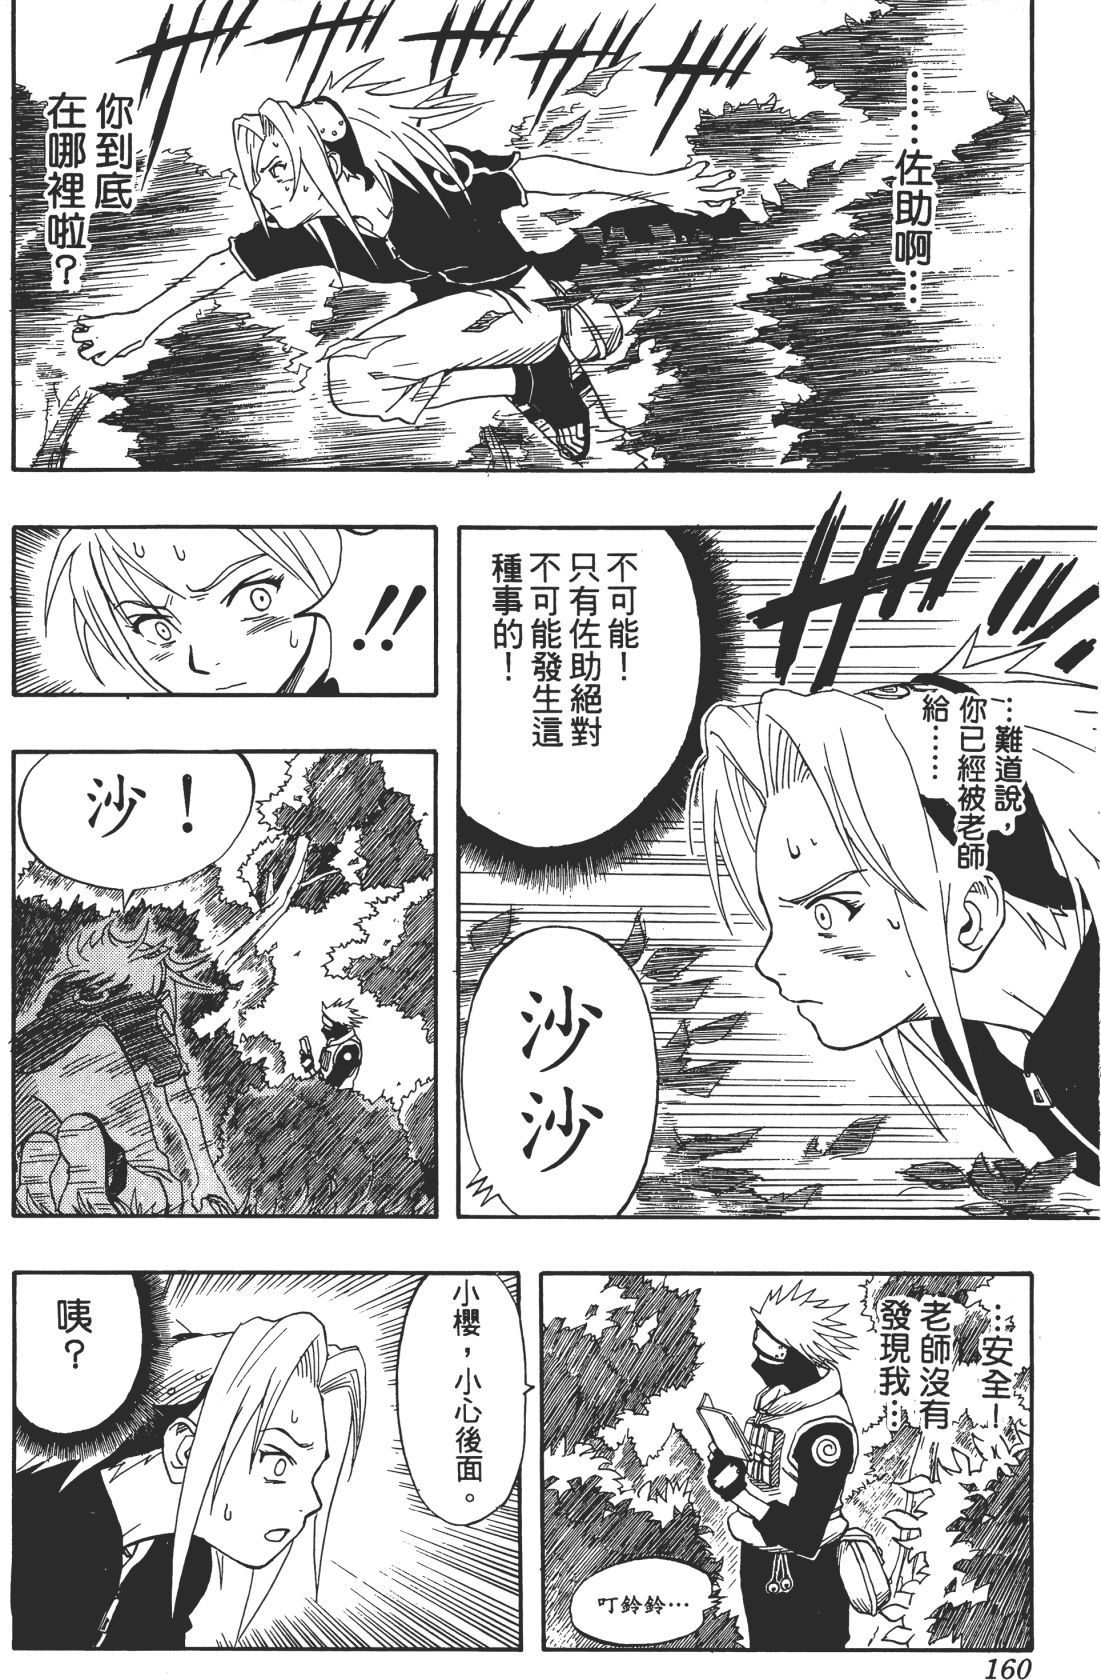 ……佐助啊…
你到底
在哪裡啦？
…難道說，
你已經被老師
給……
不可能！
只有佐助絕對
不可能發生這
種事的！
沙
沙
!!
沙！
…安全！
老師沒有
發現我…
叮鈴鈴…
小櫻，小心後面。
咦？
160